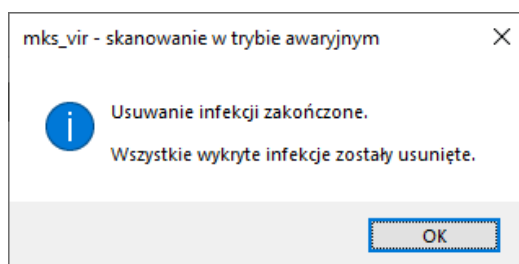 mks_vir - skanowanie w trybie awaryjnym
Usuwanie infekcji zakończone.
Wszystkie wykryte infekcje zostały usunięte.
OK